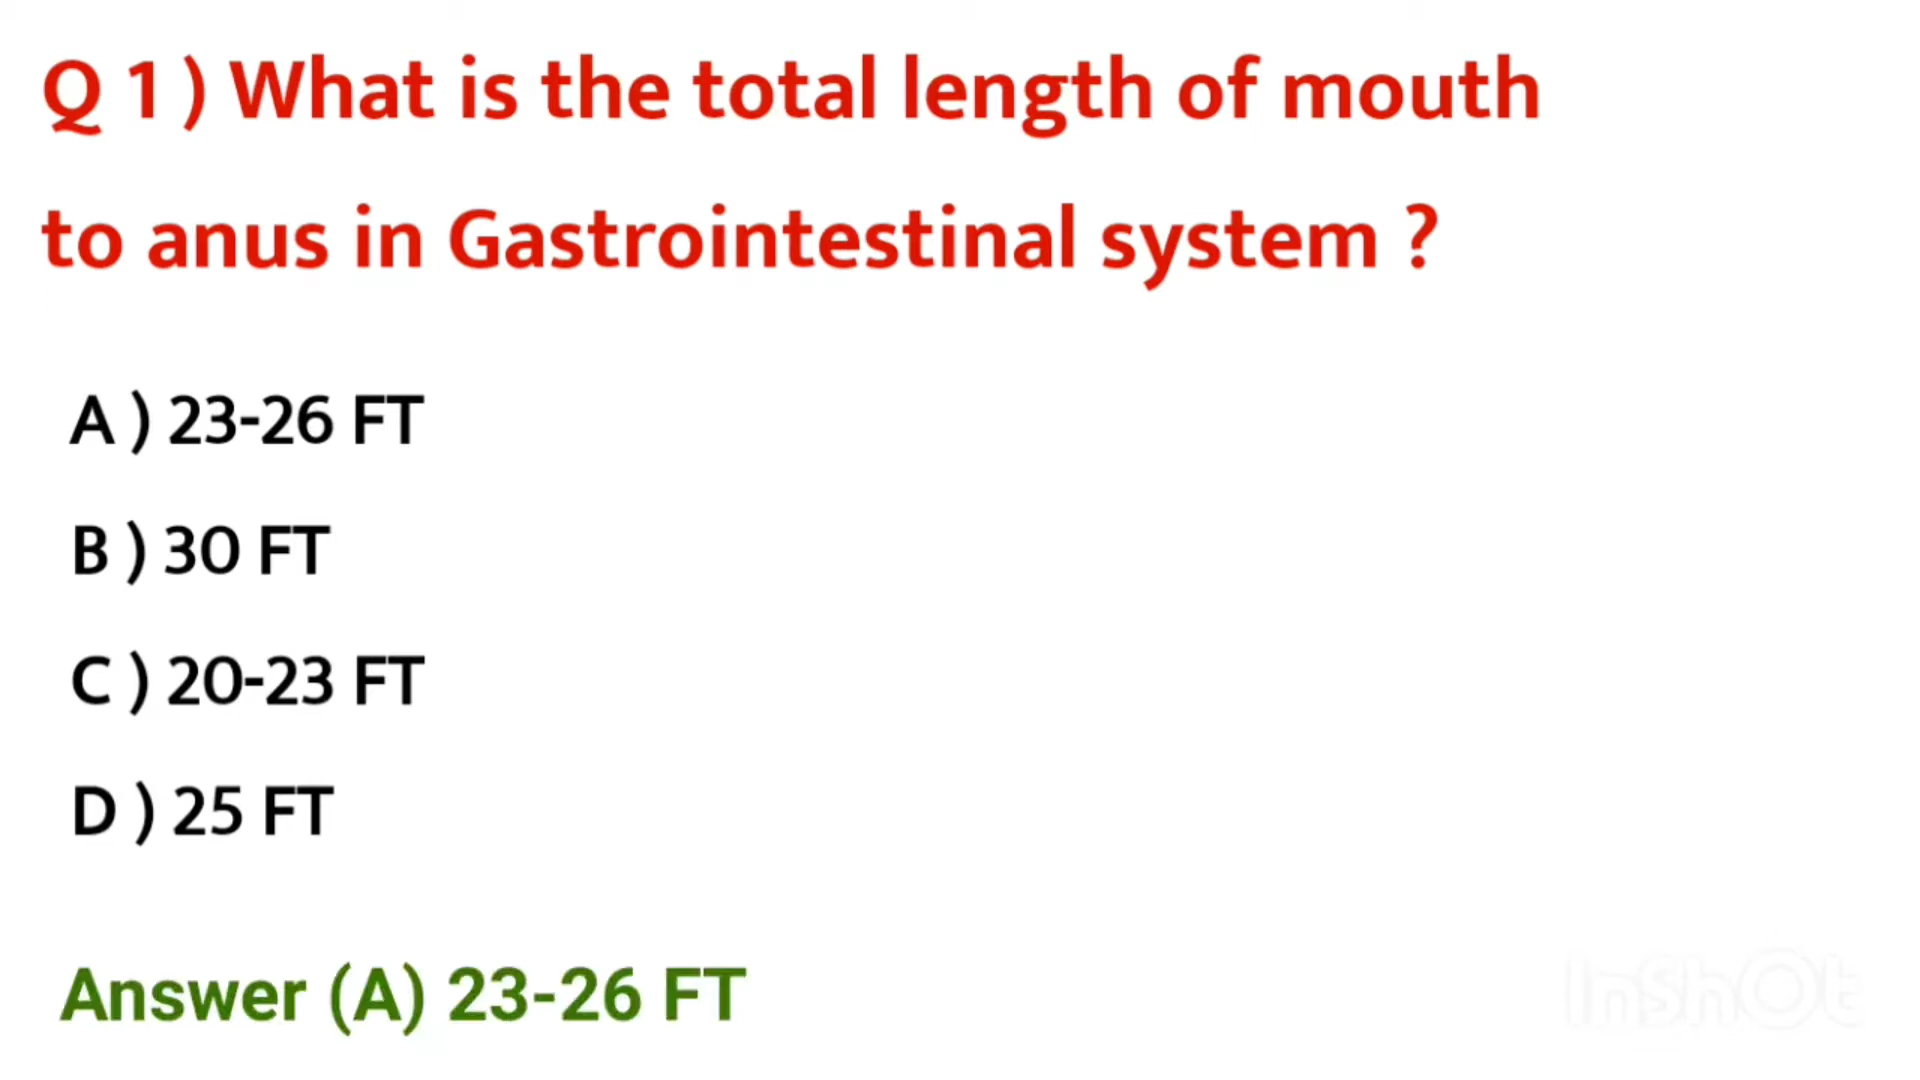 Q 1 ) What is the total length of mouth
to anus in Gastrointestinal system ?
A ) 23-26 FT
B ) 30 FT
C ) 20-23 FT
D ) 25 FT
Answer (A) 23-26 FT
InShOt